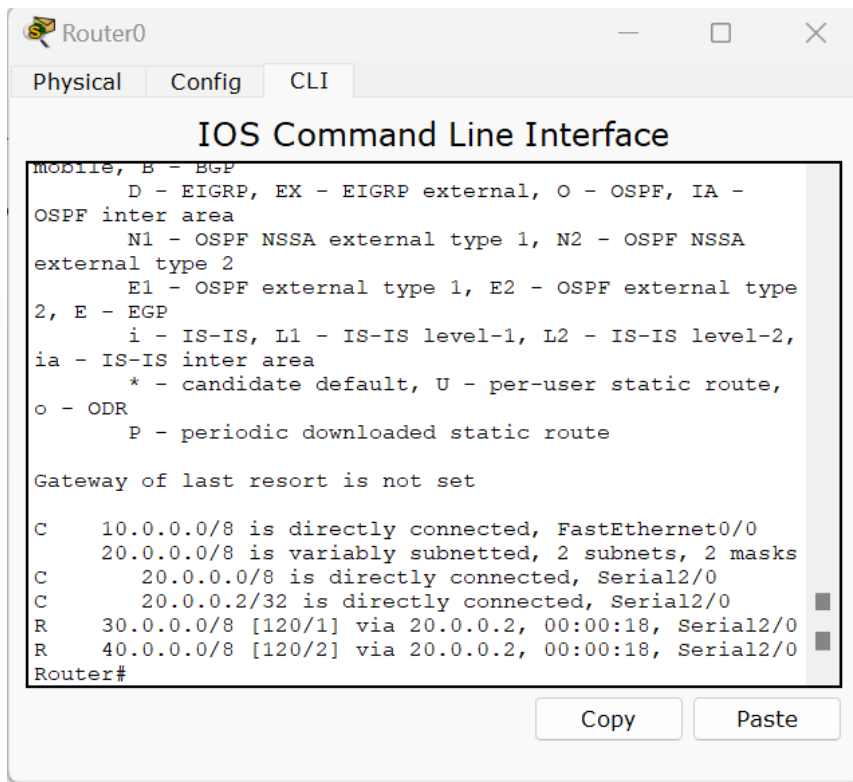 Router0
Physical Config CLI
IOS Command Line Interface
mobile, B - BGP
D - EIGRP, EX - EIGRP external, O - OSPF, IA -
OSPF inter area
N1 - OSPF NSSA external type 1, N2 - OSPF NSSA
external type 2
E1 - OSPF external type 1, E2 - OSPF external type
2, E - EGP
i - IS-IS, L1 - IS-IS level-1, L2 - IS-IS level-2,
ia - IS-IS inter area
* - candidate default, U - per-user static route,
o - ODR
P - periodic downloaded static route
Gateway of last resort is not set
C 10.0.0.0/8 is directly connected, FastEthernet0/0
20.0.0.0/8 is variably subnetted, 2 subnets, 2 masks
C 20.0.0.0/8 is directly connected, Serial2/0
C 20.0.0.2/32 is directly connected, Serial2/0
R 30.0.0.0/8 [120/1] via 20.0.0.2, 00:00:18, Serial2/0
R 40.0.0.0/8 [120/2] via 20.0.0.2, 00:00:18, Serial2/0
Router#
Copy Paste